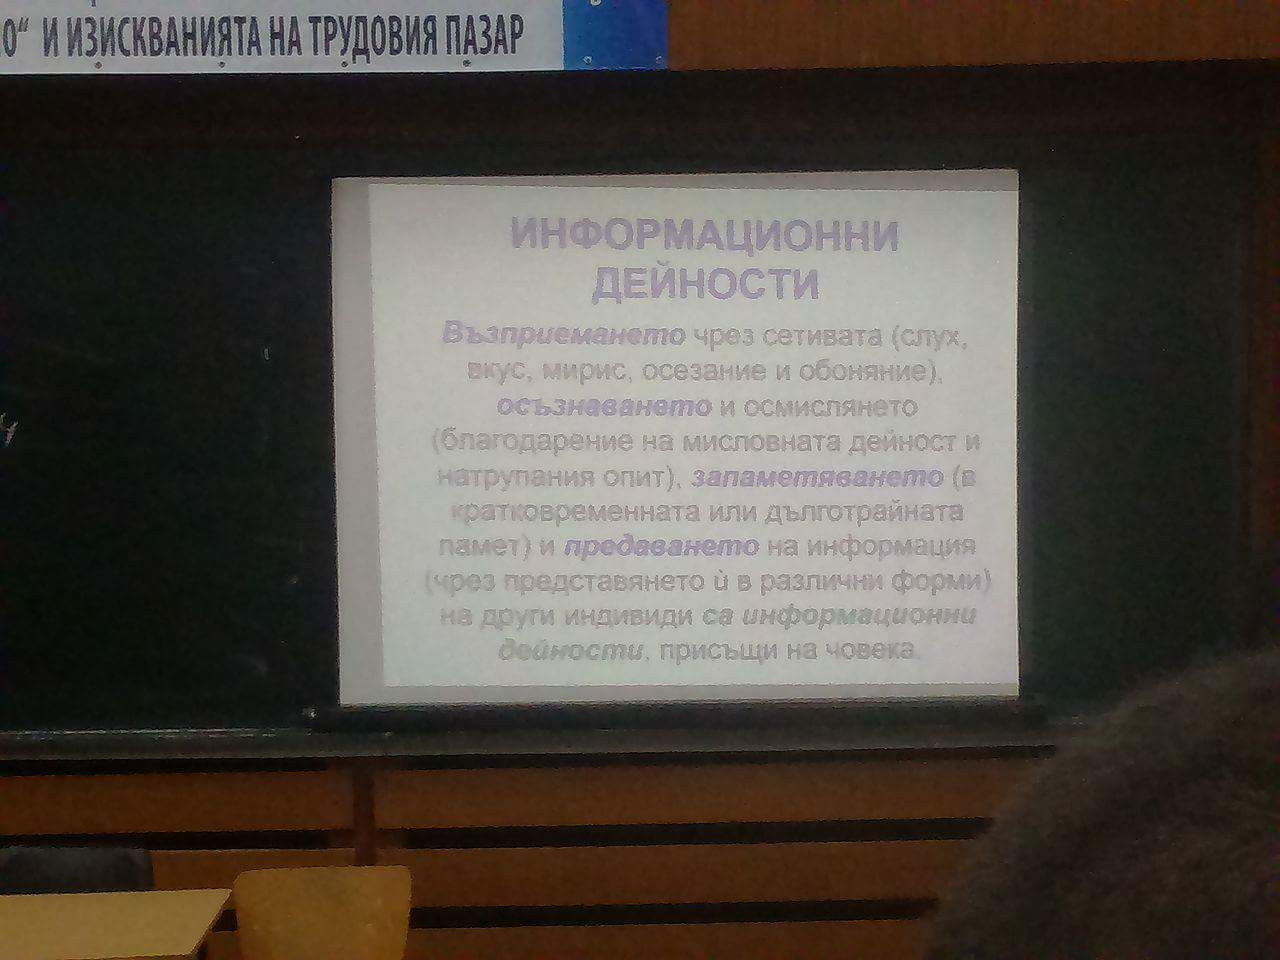 О“ И ИЗИСКВАНИЯТА НА ТРУДОВИЯ ПАЗАР
ИНФОРМАЦИОННИ
ДЕЙНОСТИ
Възприемането чрез сетивата (слух,
вкус, мирис, осезание и обоняние),
осъзнаването и осмислянето
(благодарение на мисловната дейност и
натрупания опит), запаметяването (в
кратковременната или дълготрайната
памет) и предаването на информация
(чрез представянето ѝ в различни форми)
на други индивиди са информационни
дейности, присъщи на човека.